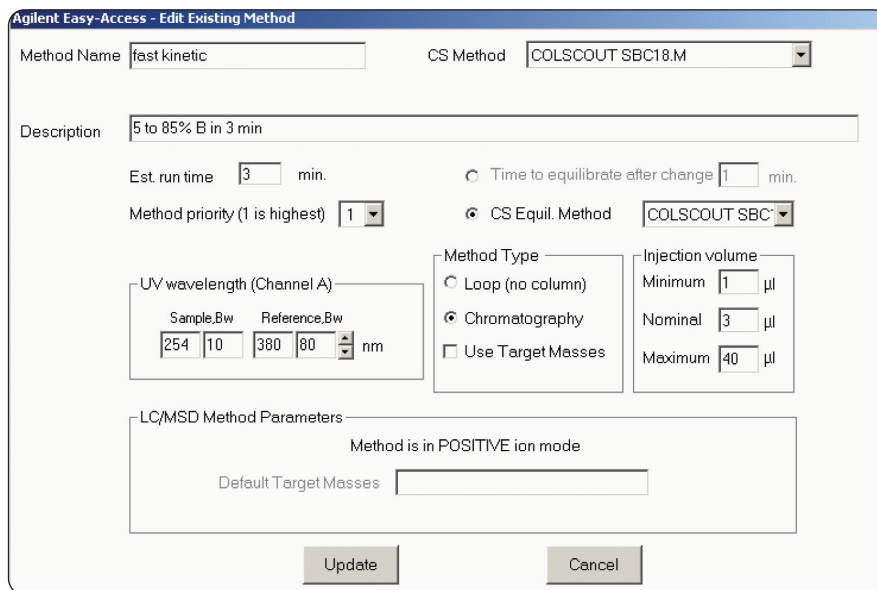 Agilent Easy-Access - Edit Existing Method
Method Name fast kinetic CS Method COLSCOUT SBC18.M
Description 5 to 85% B in 3 min
Est. run time 3 min. Time to equilibrate after change 1 min.
Method priority (1 is highest) 1 CS Equil. Method COLSCOUT SBC
UV wavelength (Channel A)
Sample,Bw Reference,Bw
254 10 380 80 nm
Method Type
Loop (no column)
Chromatography
Use Target Masses
Injection volume
Minimum 1 µl
Nominal 3 µl
Maximum 40 µl
LC/MSD Method Parameters
Method is in POSITIVE ion mode
Default Target Masses
Update Cancel